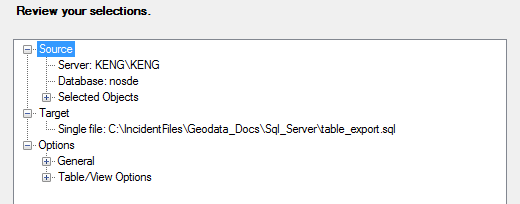 Review your selections.
Source
Server: KENG\KENG
Database: nosde
Selected Objects
Target
Single file: C:\IncidentFiles\Geodata_Docs\Sql_Server\table_export.sql
Options
General
Table/View Options